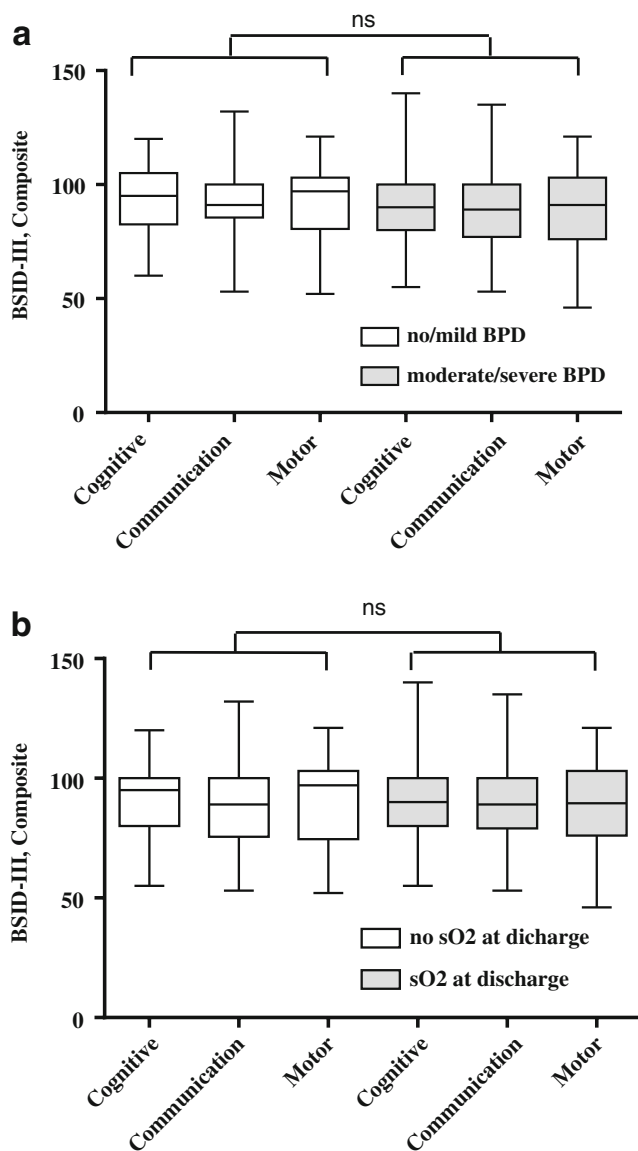 a
ns
150
100
50
0
BSID-III, Composite
no/mild BPD
moderate/severe BPD
Cognitive
Communication
Motor
Cognitive
Communication
Motor
b
ns
150
100
50
0
BSID-III, Composite
no sO2 at dicharge
sO2 at discharge
Cognitive
Communication
Motor
Cognitive
Communication
Motor